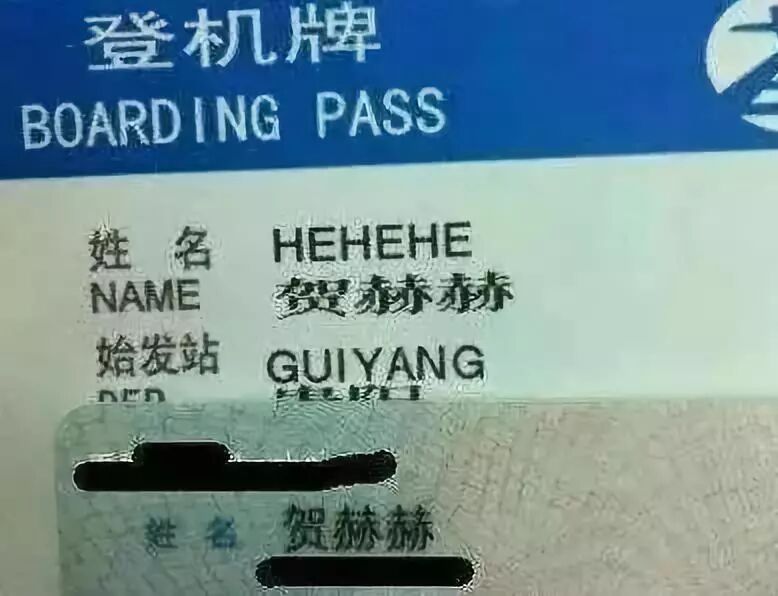 登机牌
BOARDING PASS
姓 名 HEHEHE
NAME 贺赫赫
始发站 GUIYANG
姓 名 贺赫赫